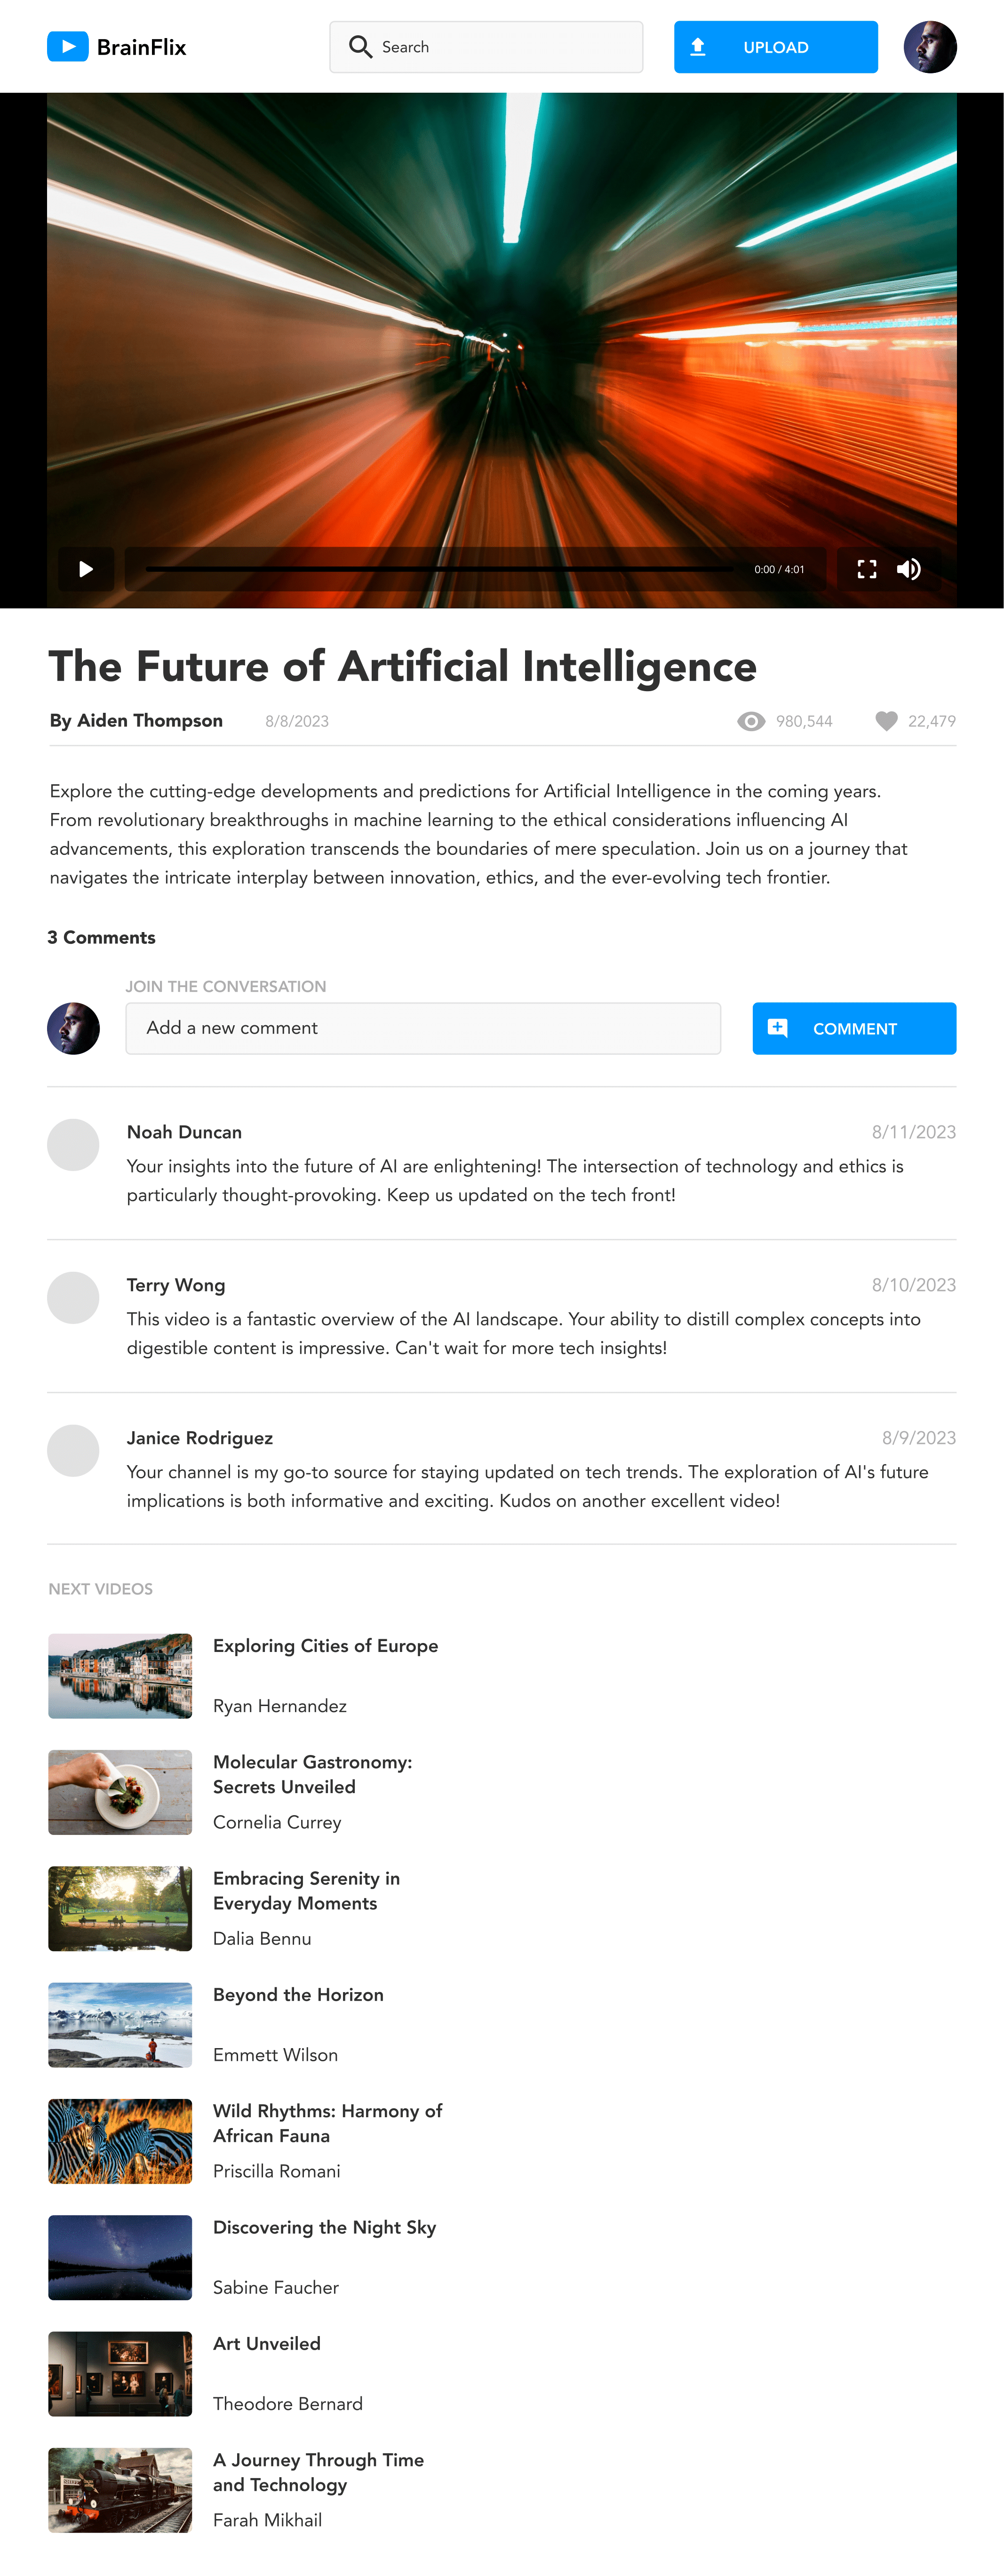 BrainFlix
Search
UPLOAD
0:00 / 4:01
The Future of Artificial Intelligence
By Aiden Thompson
8/8/2023
980,544
22,479
Explore the cutting-edge developments and predictions for Artificial Intelligence in the coming years.
From revolutionary breakthroughs in machine learning to the ethical considerations influencing AI
advancements, this exploration transcends the boundaries of mere speculation. Join us on a journey that
navigates the intricate interplay between innovation, ethics, and the ever-evolving tech frontier.
3 Comments
JOIN THE CONVERSATION
Add a new comment
COMMENT
Noah Duncan
8/11/2023
Your insights into the future of AI are enlightening! The intersection of technology and ethics is
particularly thought-provoking. Keep us updated on the tech front!
Terry Wong
8/10/2023
This video is a fantastic overview of the AI landscape. Your ability to distill complex concepts into
digestible content is impressive. Can't wait for more tech insights!
Janice Rodriguez
8/9/2023
Your channel is my go-to source for staying updated on tech trends. The exploration of AI's future
implications is both informative and exciting. Kudos on another excellent video!
NEXT VIDEOS
Exploring Cities of Europe
Ryan Hernandez
Molecular Gastronomy:
Secrets Unveiled
Cornelia Currey
Embracing Serenity in
Everyday Moments
Dalia Bennu
Beyond the Horizon
Emmett Wilson
Wild Rhythms: Harmony of
African Fauna
Priscilla Romani
Discovering the Night Sky
Sabine Faucher
Art Unveiled
Theodore Bernard
A Journey Through Time
and Technology
Farah Mikhail